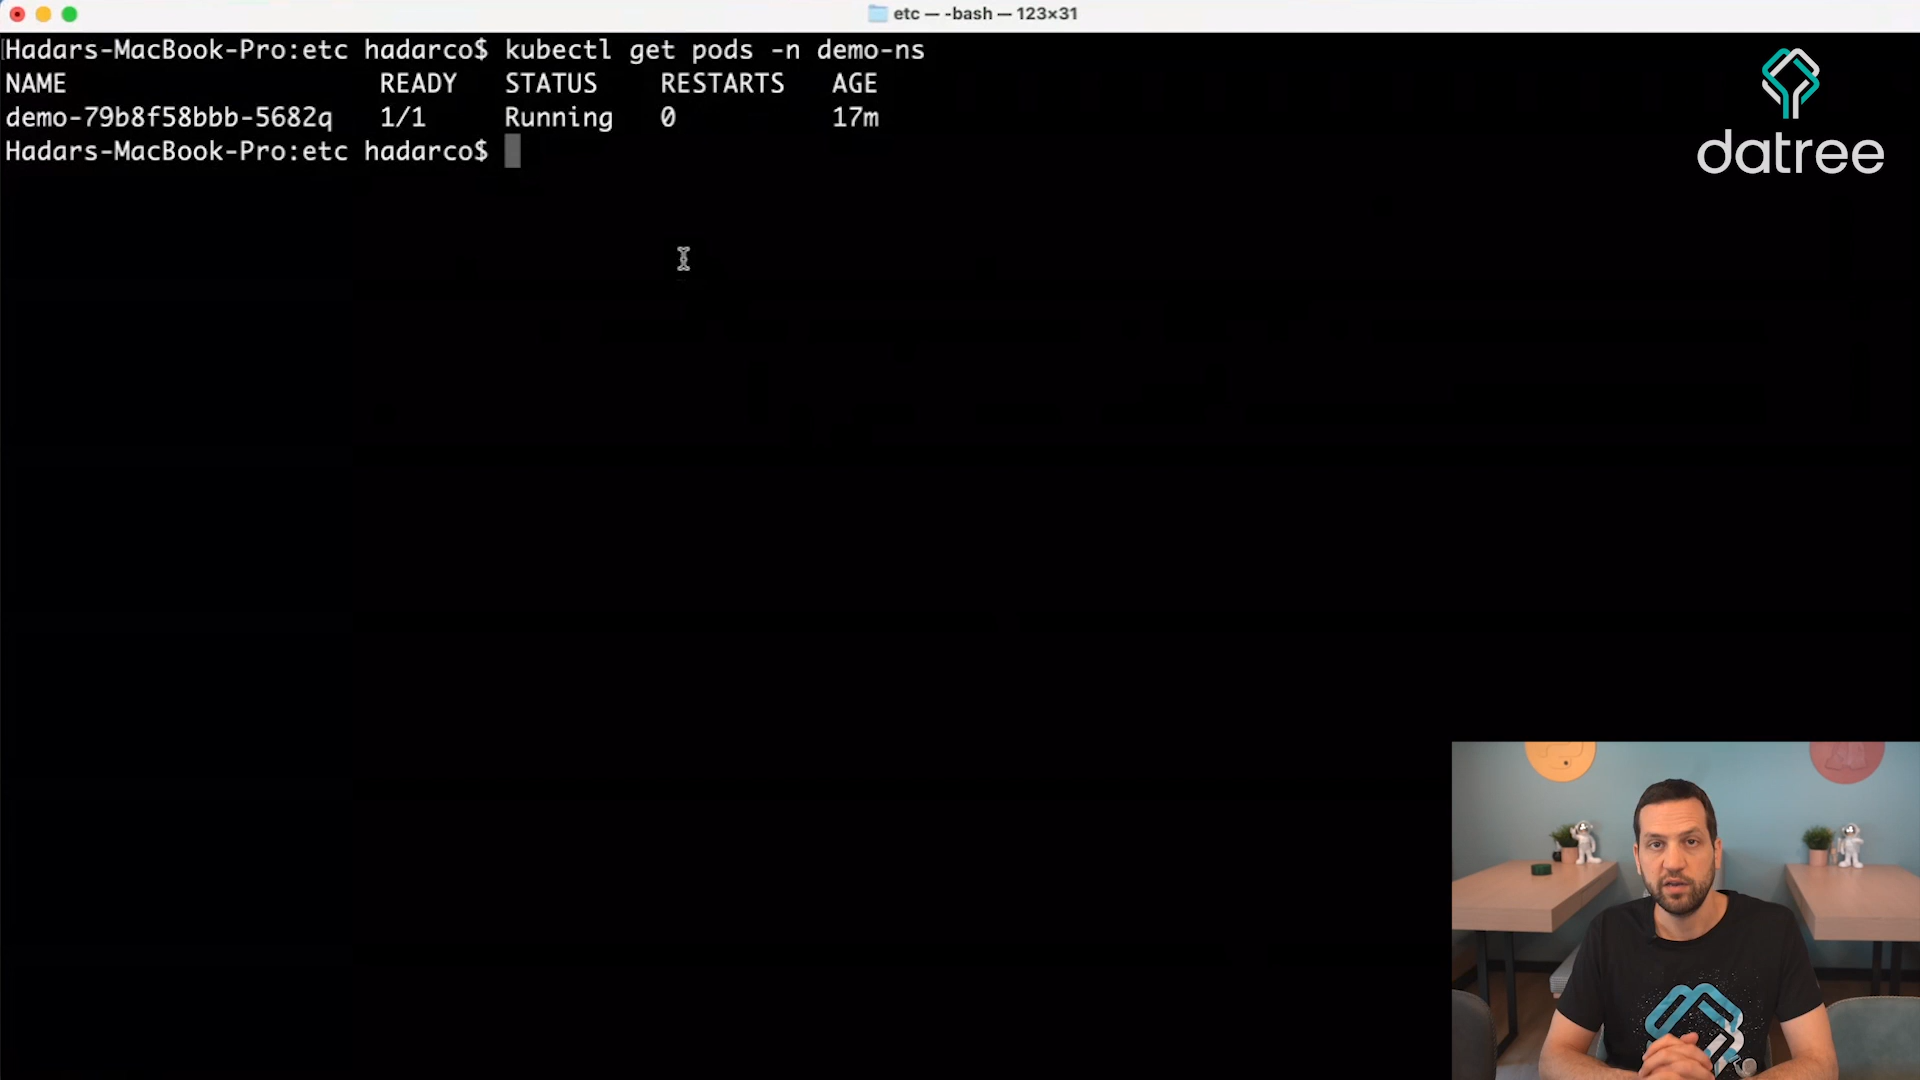 etc — -bash — 123×31
Hadars-MacBook-Pro:etc hadarco$ kubectl get pods -n demo-ns
NAME READY STATUS RESTARTS AGE
demo-79b8f58bbb-5682q 1/1 Running 0 17m
Hadars-MacBook-Pro:etc hadarco$
datree